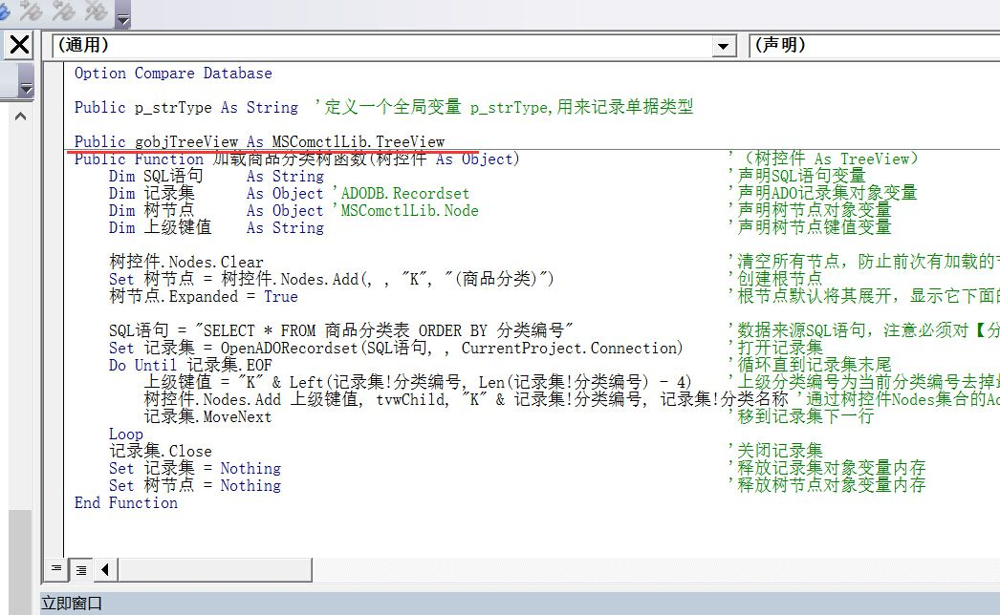 (通用)
(声明)
Option Compare Database
Public p_strType As String '定义一个全局变量 p_strType,用来记录单据类型
Public gobjTreeView As MSComctlLib.TreeView
Public Function 加载商品分类树函数(树控件 As Object) '（树控件 As TreeView）
Dim SQL语句 As String '声明SQL语句变量
Dim 记录集 As Object 'ADODB.Recordset '声明ADO记录集对象变量
Dim 树节点 As Object 'MSComctlLib.Node '声明树节点对象变量
Dim 上级键值 As String '声明树节点键值变量
树控件.Nodes.Clear '清空所有节点，防止前次有加载的
Set 树节点 = 树控件.Nodes.Add(, , "K", "(商品分类)") '创建根节点
树节点.Expanded = True '根节点默认将其展开，显示它下面的
SQL语句 = "SELECT * FROM 商品分类表 ORDER BY 分类编号" '数据来源SQL语句，注意必须对【分
Set 记录集 = OpenADORecordset(SQL语句, , CurrentProject.Connection) '打开记录集
Do Until 记录集.EOF '循环直到记录集末尾
上级键值 = "K" & Left(记录集!分类编号, Len(记录集!分类编号) - 4) '上级分类编号为当前分类编号去掉
树控件.Nodes.Add 上级键值, tvwChild, "K" & 记录集!分类编号, 记录集!分类名称 '通过树控件Nodes集合的Ad
记录集.MoveNext '移到记录集下一行
Loop
记录集.Close '关闭记录集
Set 记录集 = Nothing '释放记录集对象变量内存
Set 树节点 = Nothing '释放树节点对象变量内存
End Function
立即窗口